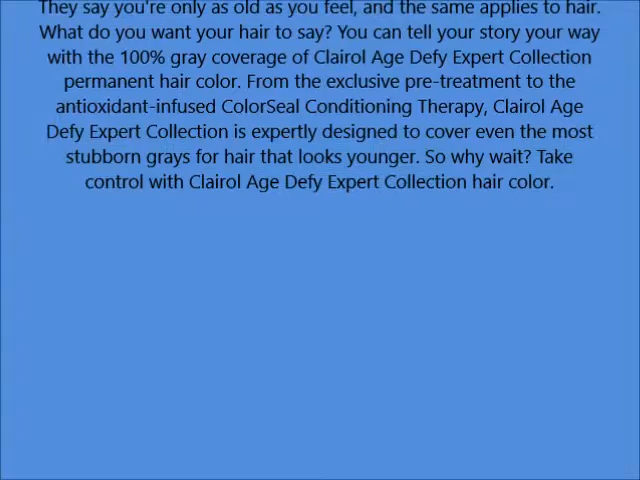 They say you're only as old as you feel, and the same applies to hair.
What do you want your hair to say? You can tell your story your way
with the 100% gray coverage of Clairol Age Defy Expert Collection
permanent hair color. From the exclusive pre-treatment to the
antioxidant-infused ColorSeal Conditioning Therapy, Clairol Age
Defy Expert Collection is expertly designed to cover even the most
stubborn grays for hair that looks younger. So why wait? Take
control with Clairol Age Defy Expert Collection hair color.